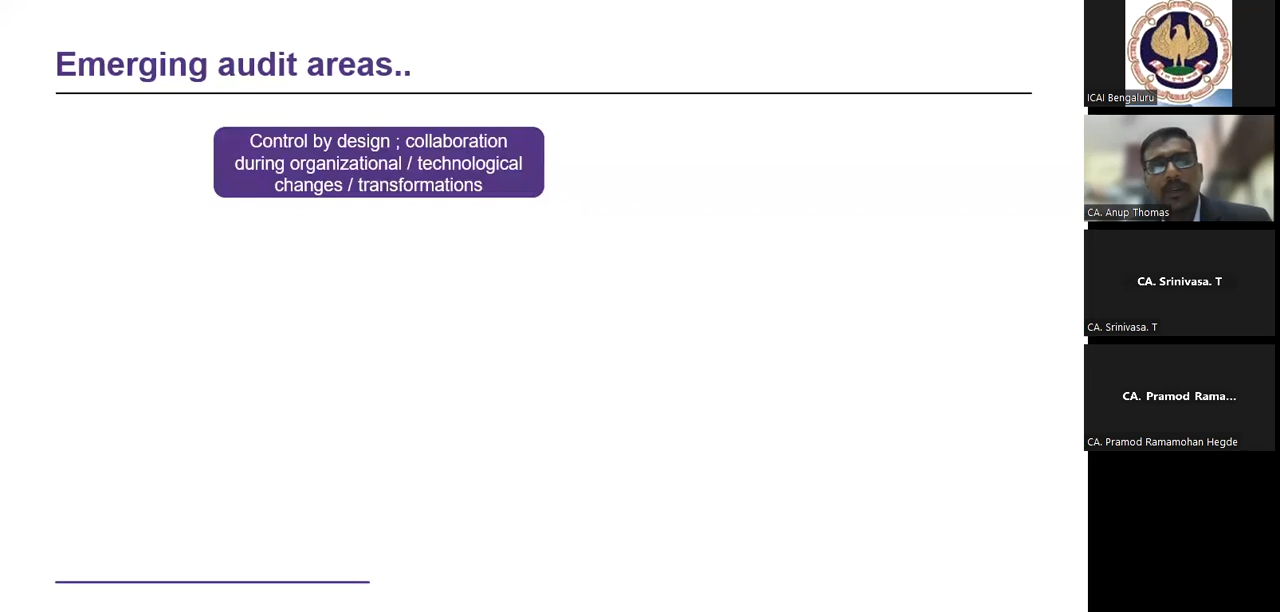 Emerging audit areas..
Control by design ; collaboration
during organizational / technological
changes / transformations
ICAI Bengaluru
CA. Anup Thomas
CA. Srinivasa. T
CA. Srinivasa. T
CA. Pramod Rama...
CA. Pramod Ramamohan Hegde